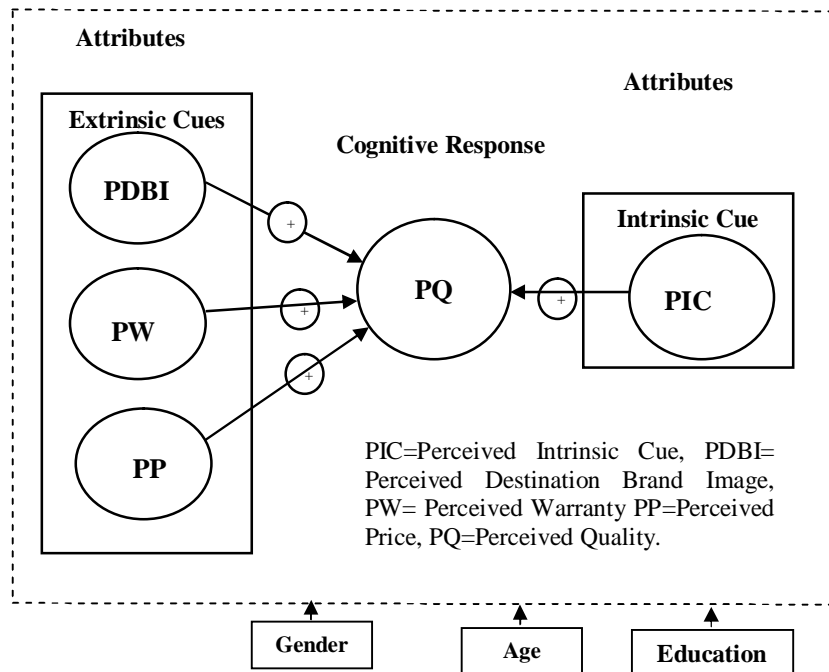 Attributes
Attributes
Extrinsic Cues
Cognitive Response
PDBI
+
Intrinsic Cue
PQ
PIC
+
PW
+
+
PP
PIC=Perceived Intrinsic Cue, PDBI=
Perceived Destination Brand Image,
PW= Perceived Warranty PP=Perceived
Price, PQ=Perceived Quality.
Gender
Age
Education